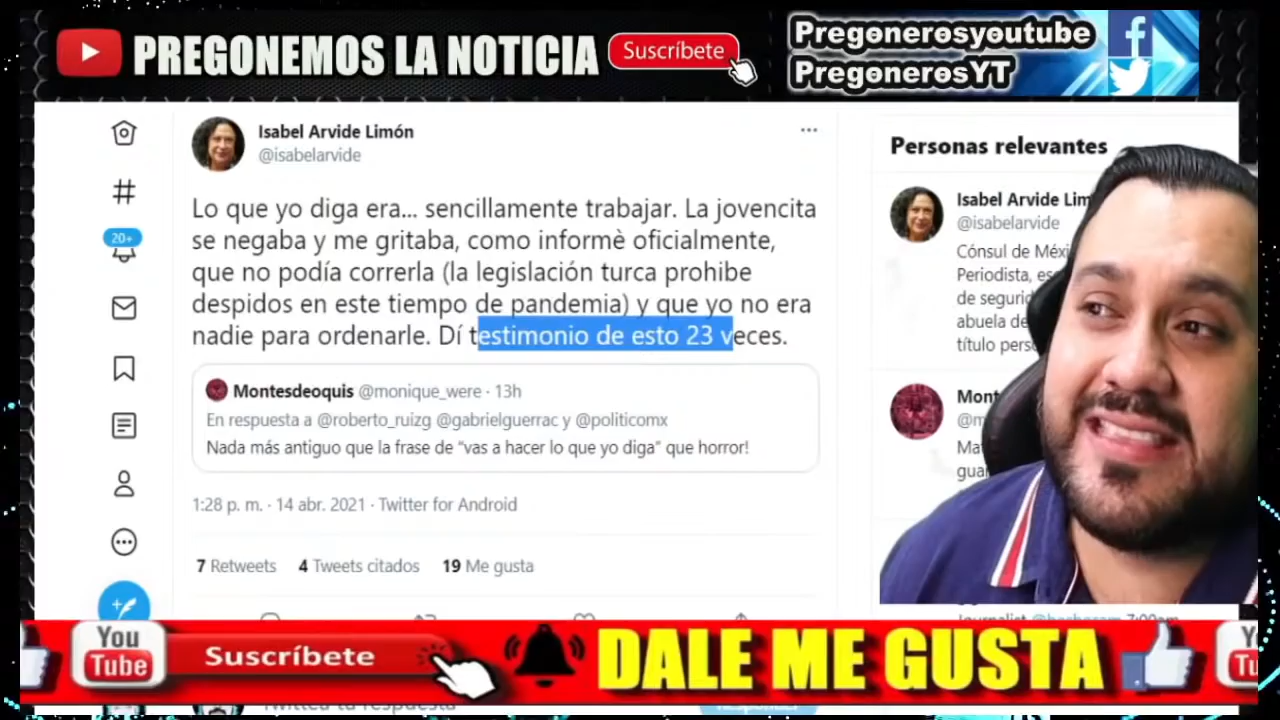 PREGONEMOS LA NOTICIA
Suscríbete
Pregonerosyoutube
PregonerosYT
Isabel Arvide Limón
@isabelarvide
Lo que yo diga era... sencillamente trabajar. La jovencita
se negaba y me gritaba, como informè oficialmente,
que no podía correrla (la legislación turca prohibe
despidos en este tiempo de pandemia) y que yo no era
nadie para ordenarle. Dí testimonio de esto 23 veces.
Montesdeoquis @monique_were · 13h
En respuesta a @roberto_ruizg @gabrielguerrac y @politicomx
Nada más antiguo que la frase de “vas a hacer lo que yo diga” que horror!
1:28 p. m. · 14 abr. 2021 · Twitter for Android
7 Retweets 4 Tweets citados 19 Me gusta
20+
Personas relevantes
Isabel Arvide Lim
@isabelarvide
Cónsul de Méxi
Periodista, es
de segurid
abuela de
título pers
Mont
@m
Mat
gua
You
Tube
Suscríbete
DALE ME GUSTA